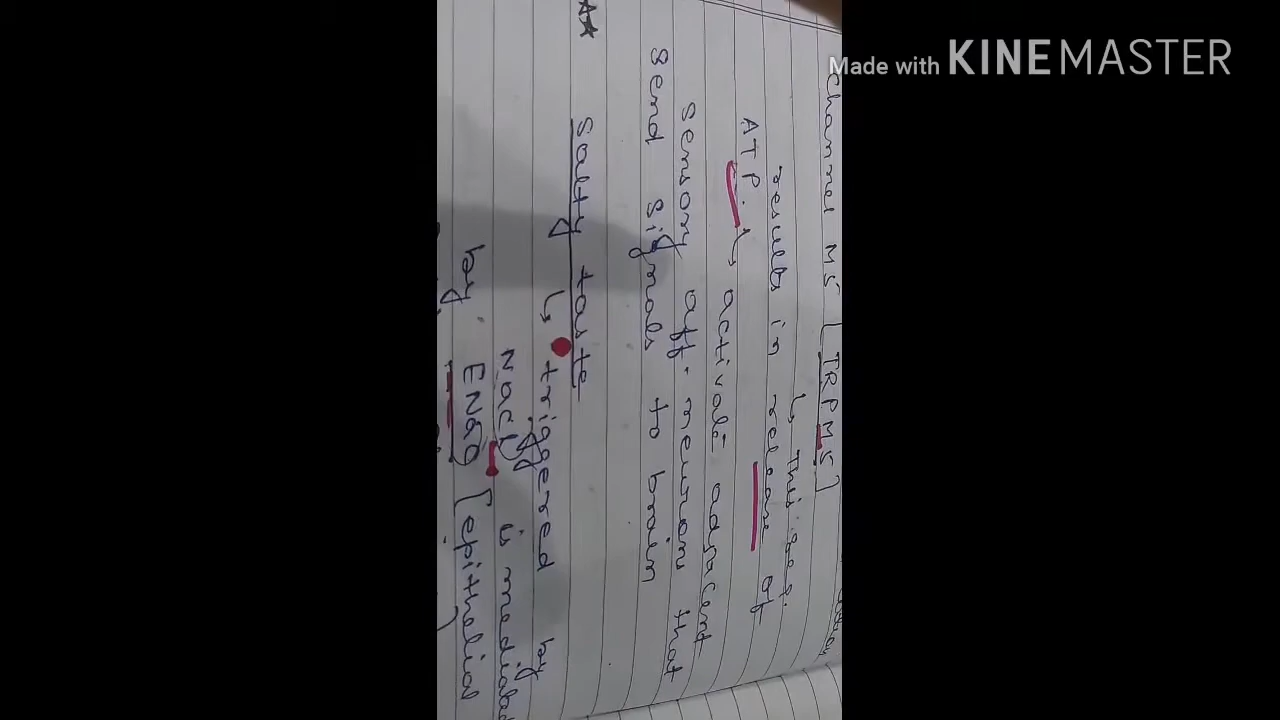 Made with KINEMASTER
channel M5 [TRPM5]
↳ This
results in release of
ATP. ↳ activate adjacent
sensory aff. neurons that
send signals to brain
** Salty taste
↳ triggered by
NaCl is mediated
by ENaC [epithelial